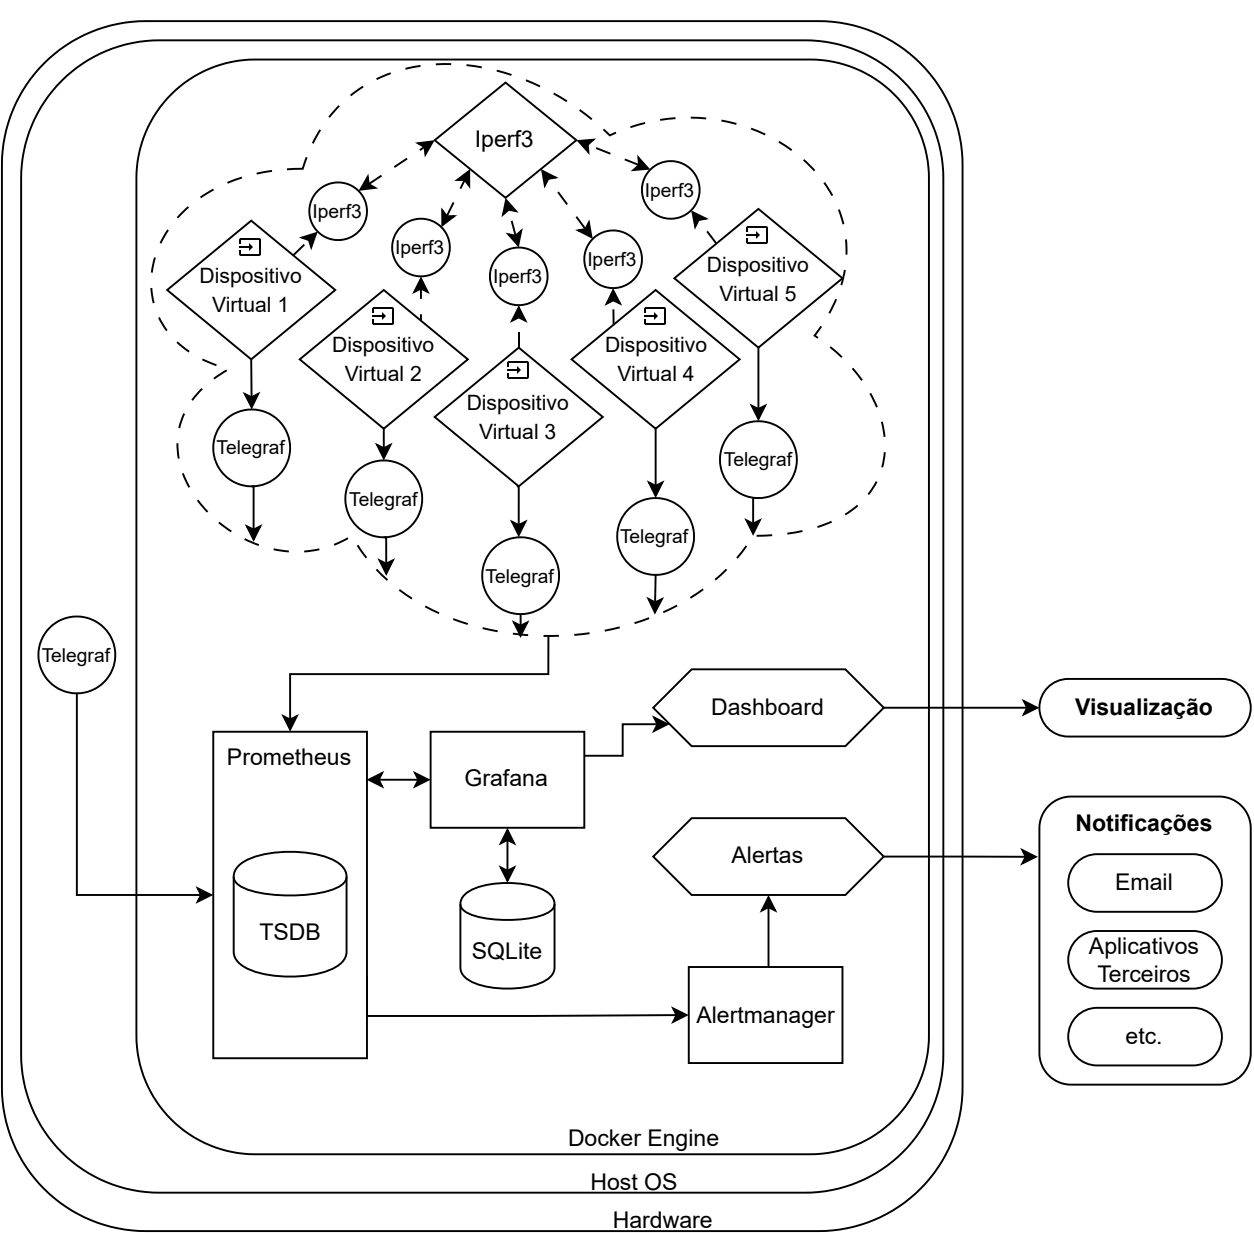 Iperf3
Iperf3
Iperf3
Iperf3
Iperf3
Iperf3
Dispositivo
Virtual 1
Dispositivo
Virtual 2
Dispositivo
Virtual 3
Dispositivo
Virtual 4
Dispositivo
Virtual 5
Telegraf
Telegraf
Telegraf
Telegraf
Telegraf
Telegraf
Prometheus
TSDB
Grafana
SQLite
Dashboard
Visualização
Alertas
Alertmanager
Notificações
Email
Aplicativos
Terceiros
etc.
Docker Engine
Host OS
Hardware